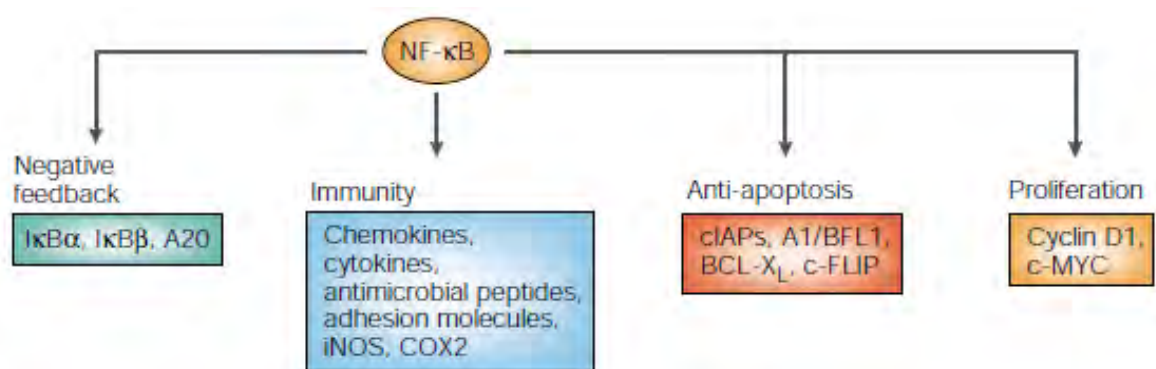 NF-κB
Negative
feedback
IκBα, IκBβ, A20
Immunity
Chemokines,
cytokines,
antimicrobial peptides,
adhesion molecules,
iNOS, COX2
Anti-apoptosis
cIAPs, A1/BFL1,
BCL-X_L, c-FLIP
Proliferation
Cyclin D1,
c-MYC